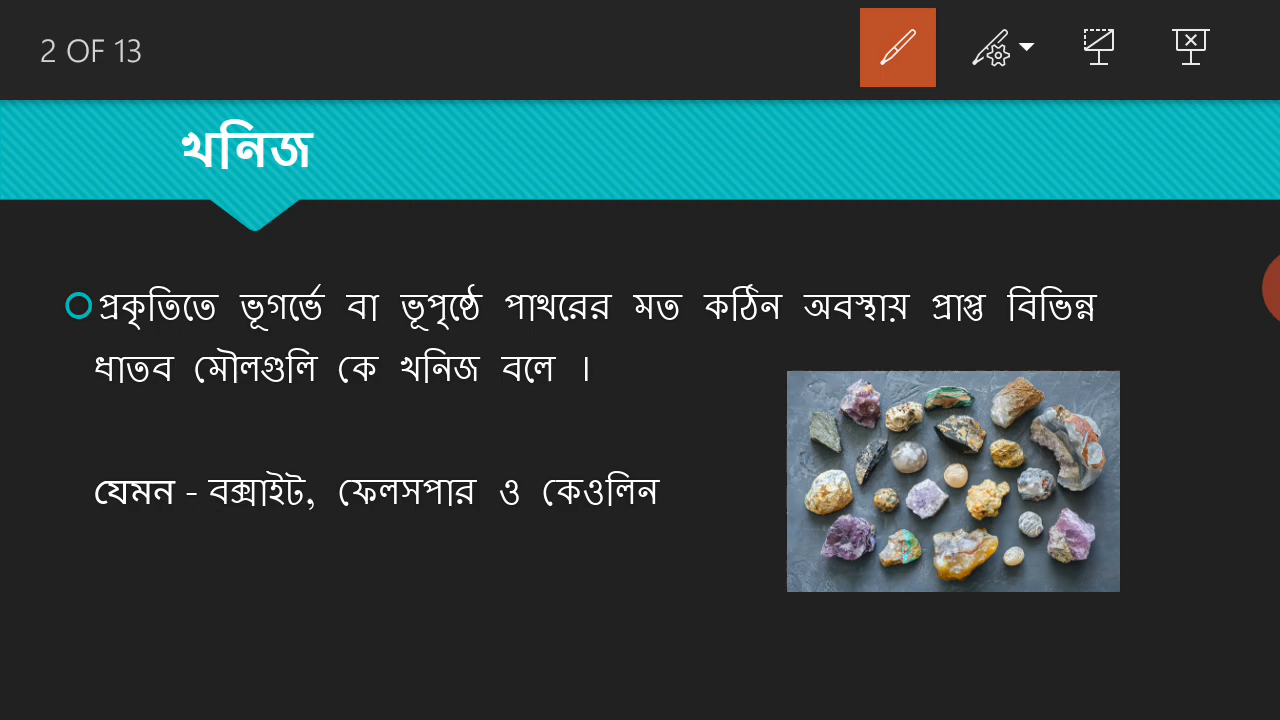 2 OF 13
খনিজ
প্রকৃতিতে ভূগর্ভে বা ভূপৃষ্ঠে পাথরের মত কঠিন অবস্থায় প্রাপ্ত বিভিন্ন
ধাতব মৌলগুলি কে খনিজ বলে ।
যেমন - বক্সাইট, ফেলসপার ও কেওলিন